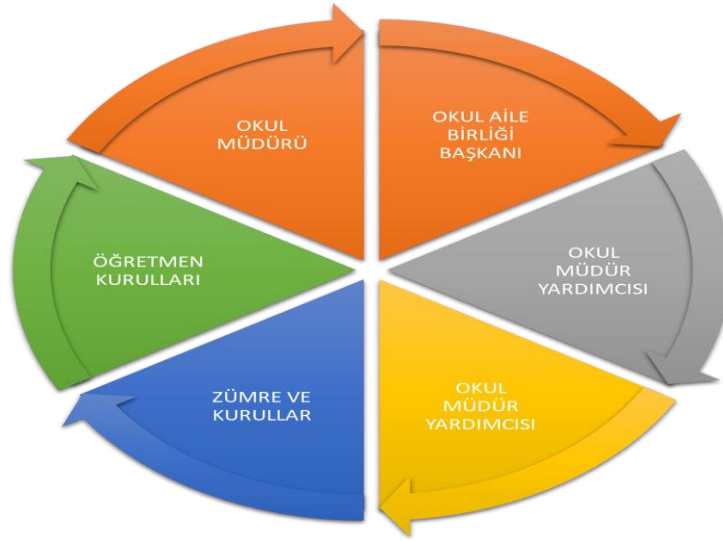 OKUL
MÜDÜRÜ
OKUL AİLE
BİRLİĞİ
BAŞKANI
OKUL
MÜDÜR
YARDIMCISI
OKUL
MÜDÜR
YARDIMCISI
ZÜMRE VE
KURULLAR
ÖĞRETMEN
KURULLARI